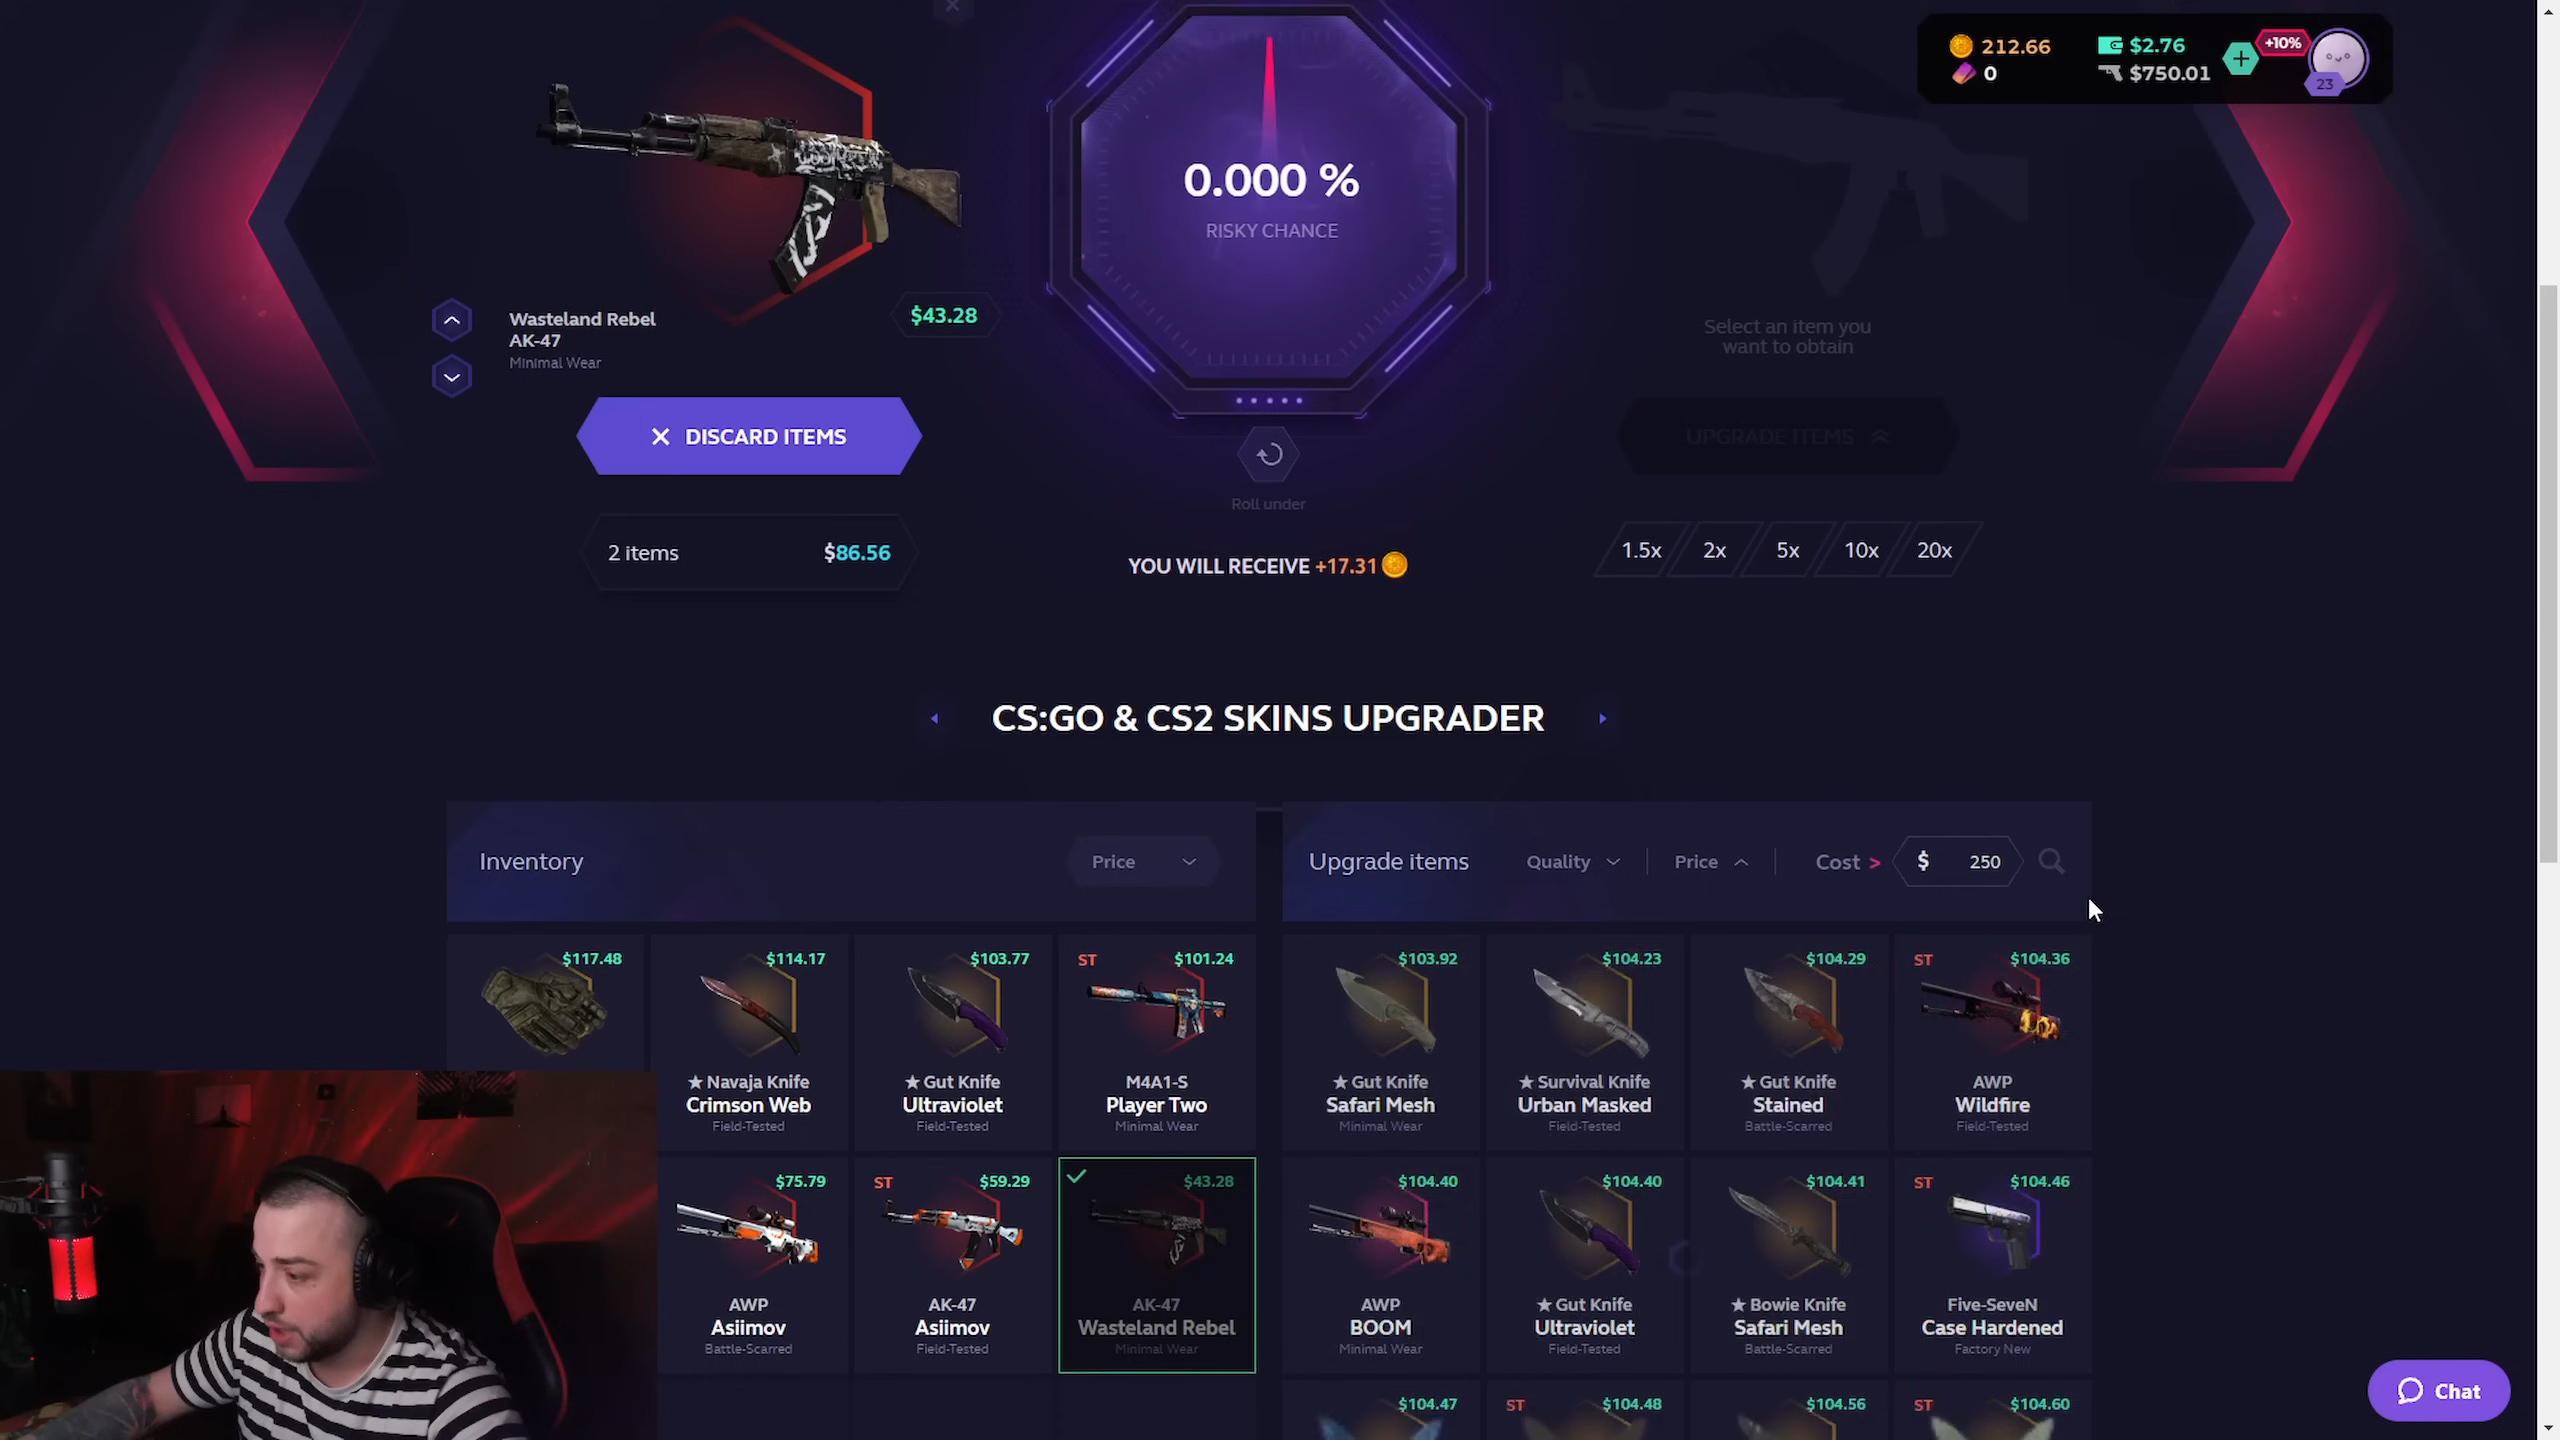 212.66
$2.76
+10%
0
$750.01
23
0.000 %
RISKY CHANCE
Wasteland Rebel
AK-47
Minimal Wear
$43.28
Select an item you
want to obtain
DISCARD ITEMS
UPGRADE ITEMS
Roll under
2 items
$86.56
YOU WILL RECEIVE +17.31
1.5x
2x
5x
10x
20x
CS:GO & CS2 SKINS UPGRADER
Inventory
Price
Upgrade items
Quality
Price
Cost >
$ 250
$117.48
$114.17
★ Navaja Knife
Crimson Web
Field-Tested
$103.77
★ Gut Knife
Ultraviolet
Field-Tested
ST
$101.24
M4A1-S
Player Two
Minimal Wear
$103.92
★ Gut Knife
Safari Mesh
Minimal Wear
$104.23
★ Survival Knife
Urban Masked
Field-Tested
$104.29
★ Gut Knife
Stained
Battle-Scarred
ST
$104.36
AWP
Wildfire
Field-Tested
$75.79
AWP
Asiimov
Battle-Scarred
ST
$59.29
AK-47
Asiimov
Field-Tested
$43.28
AK-47
Wasteland Rebel
Minimal Wear
$104.40
AWP
BOOM
Minimal Wear
$104.40
★ Gut Knife
Ultraviolet
Field-Tested
$104.41
★ Bowie Knife
Safari Mesh
Battle-Scarred
ST
$104.46
Five-SeveN
Case Hardened
Factory New
$104.47
ST
$104.48
$104.56
ST
$104.60
Chat